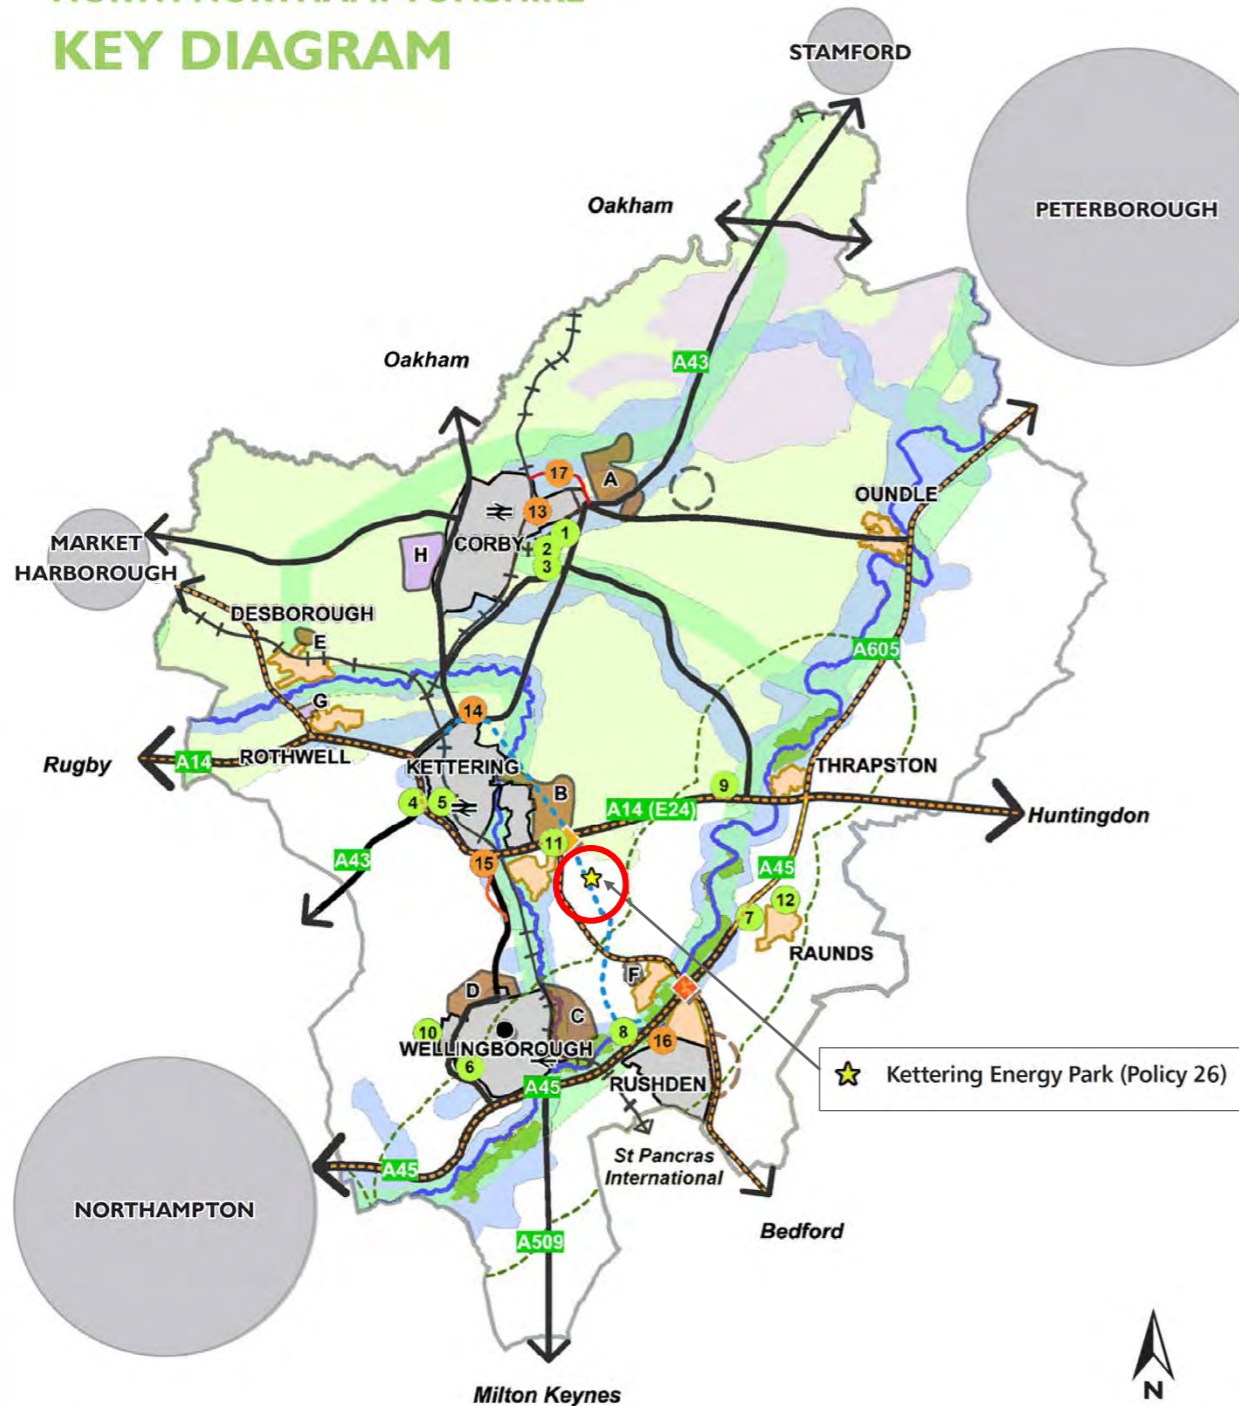 NORTH NORTHAMPTONSHIRE
KEY DIAGRAM
STAMFORD
PETERBOROUGH
Oakham
Oakham
A43
17
A
OUNDLE
13
1
MARKET
HARBOROUGH
H
CORBY
2
3
DESBOROUGH
E
A605
G
14
Rugby
A14
ROTHWELL
KETTERING
THRAPSTON
9
B
4
5
A14 (E24)
Huntingdon
11
A43
15
A45
12
7
RAUNDS
F
D
C
10
8
WELLINGBOROUGH
16
6
RUSHDEN
A45
Kettering Energy Park (Policy 26)
St Pancras
International
A45
NORTHAMPTON
Bedford
A509
Milton Keynes
N